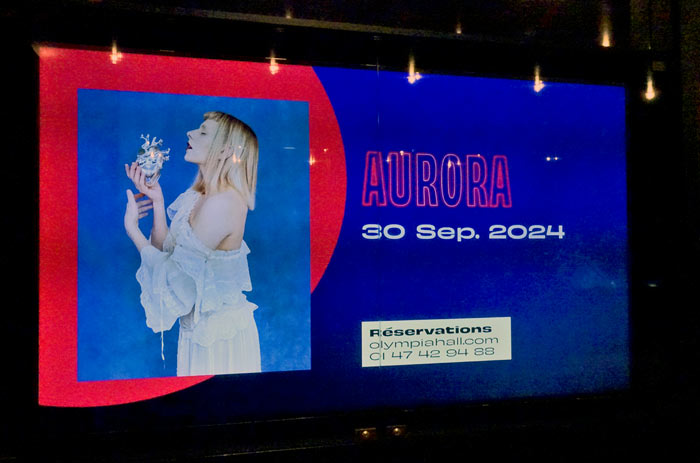 AURORA
30 Sep. 2024
Réservations
olympiahall.com
01 47 42 94 88